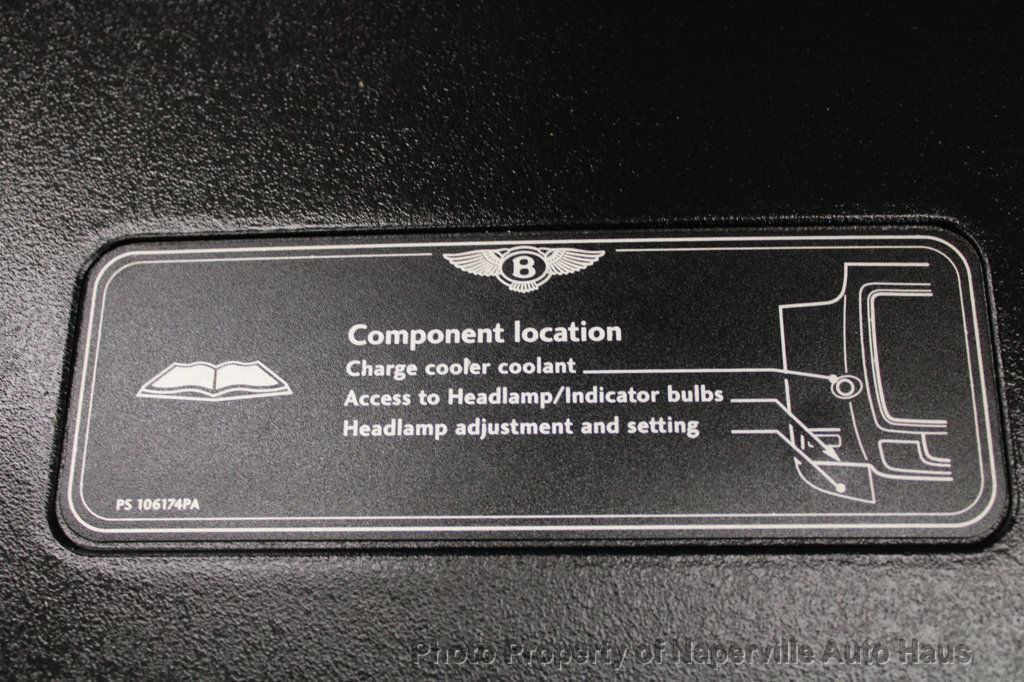 B
Component location
Charge cooler coolant
Access to Headlamp/Indicator bulbs
Headlamp adjustment and setting
PS 106174PA
Photo Property of Naperville Auto Haus